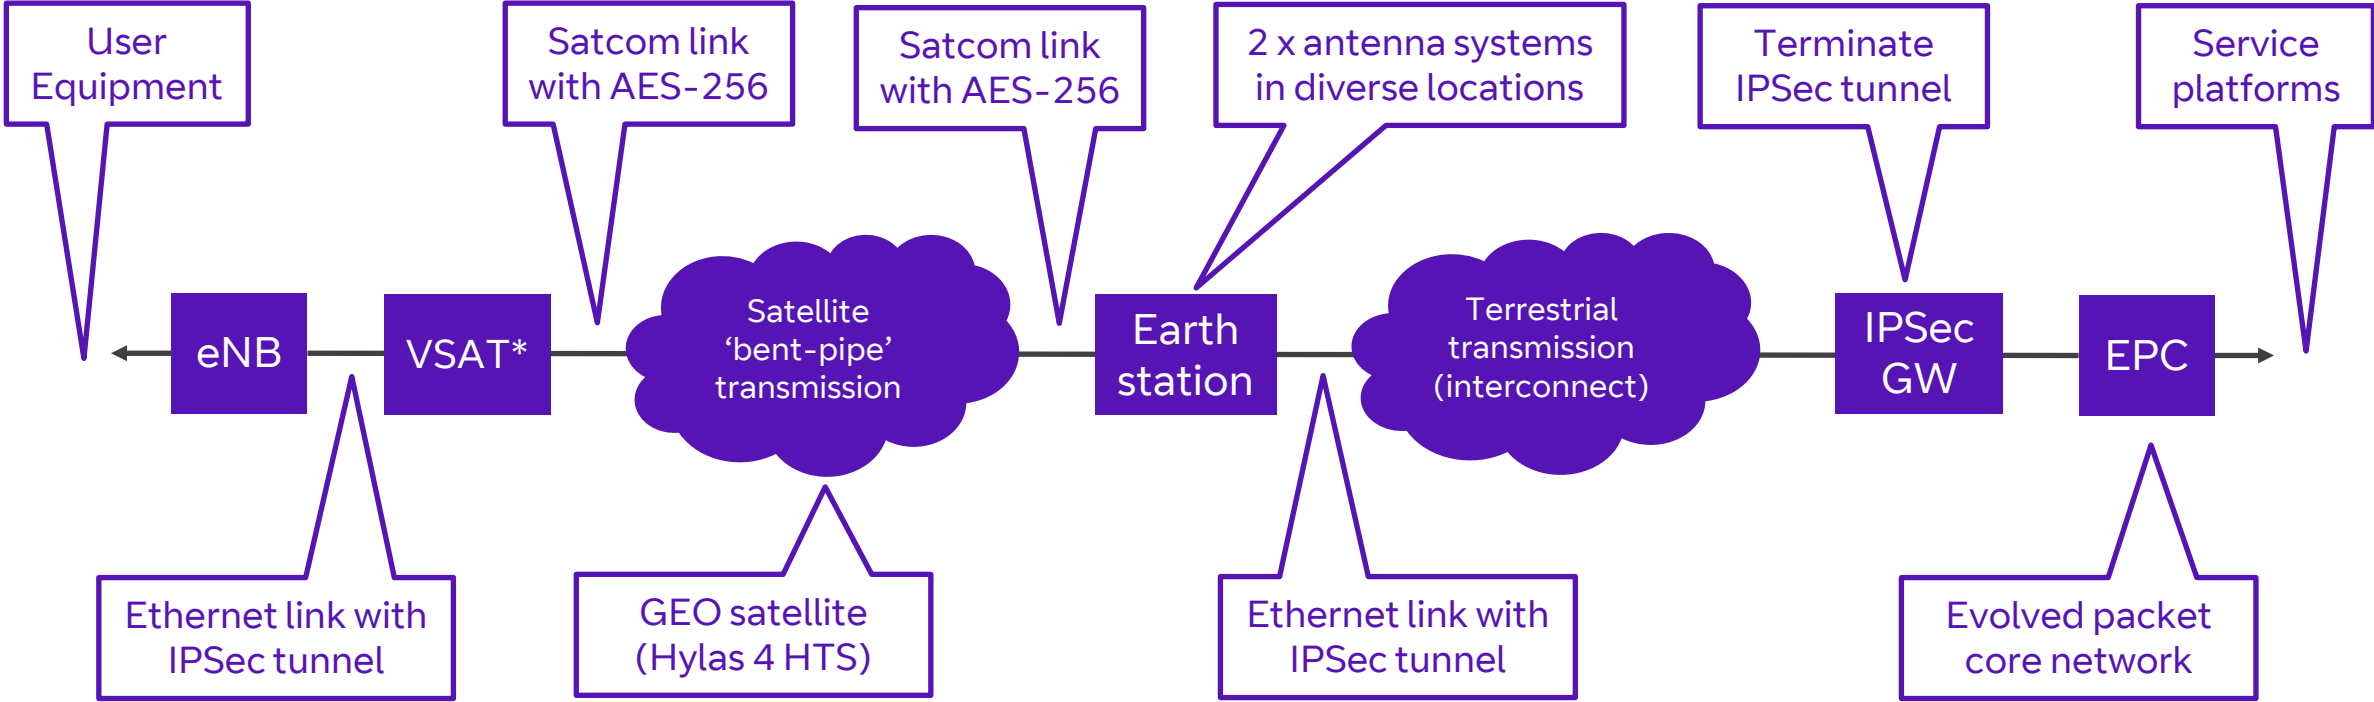 User
Equipment
Satcom link
with AES-256
Satcom link
with AES-256
2 x antenna systems
in diverse locations
Terminate
IPSec tunnel
Service
platforms
eNB
VSAT*
Satellite
‘bent-pipe’
transmission
Earth
station
Terrestrial
transmission
(interconnect)
IPSec
GW
EPC
Ethernet link with
IPSec tunnel
GEO satellite
(Hylas 4 HTS)
Ethernet link with
IPSec tunnel
Evolved packet
core network